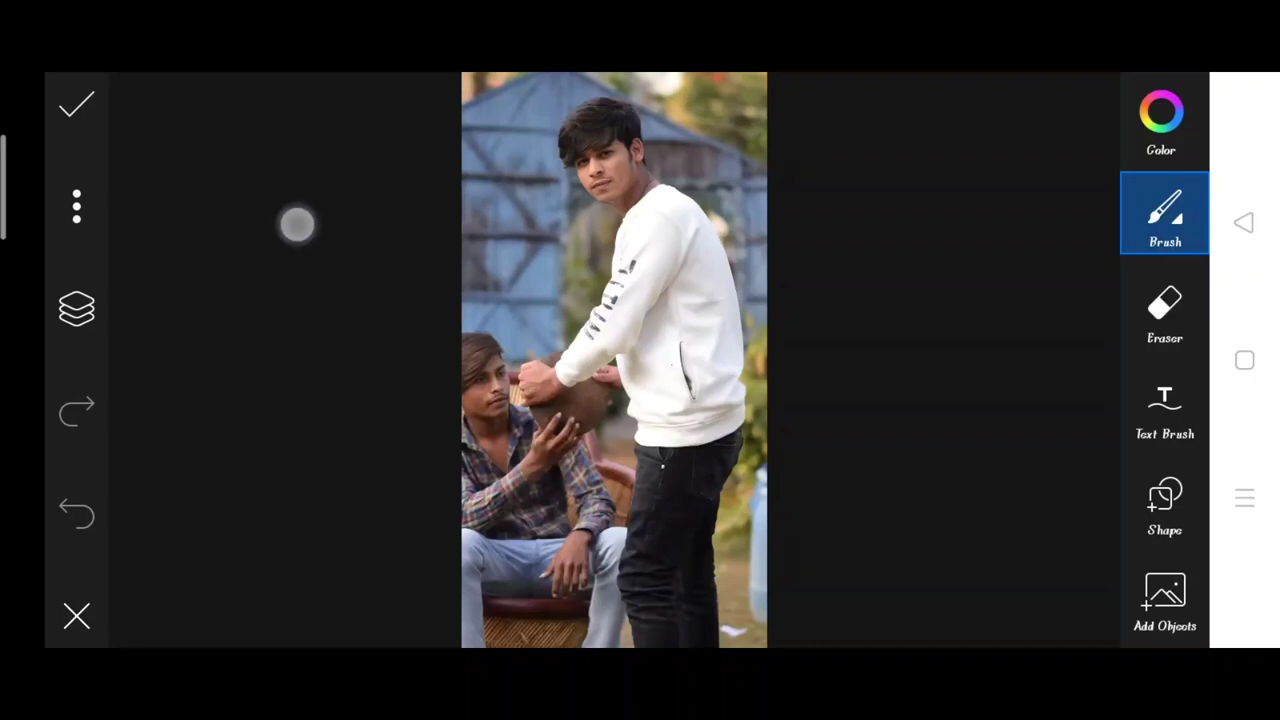 Color
Brush
Eraser
Text Brush
Shape
Add Objects